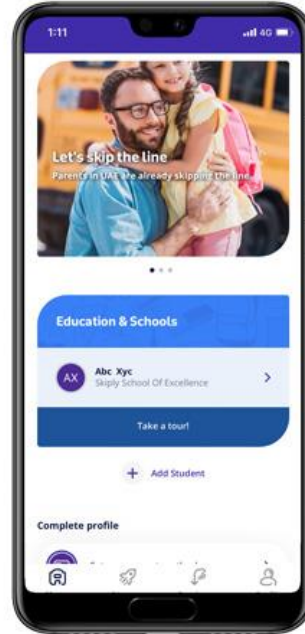 1:11
4G
Let's skip the line
Parents in UAE are already skipping the line
Education & Schools
AX
Abc Xyc
Skiply School Of Excellence
Take a tour!
+ Add Student
Complete profile